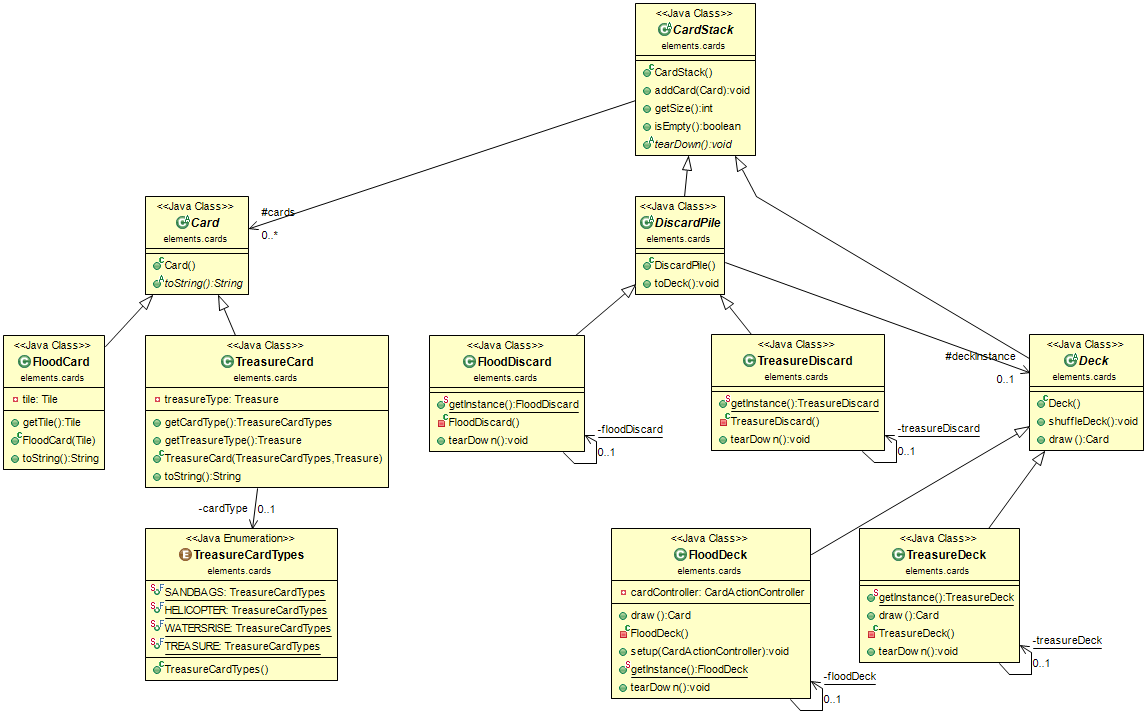 <<Java Class>>
CardStack
elements.cards
CardStack()
addCard(Card):void
getSize():int
isEmpty():boolean
tearDown():void
#cards
0..*
<<Java Class>>
Card
elements.cards
Card()
toString():String
<<Java Class>>
DiscardPile
elements.cards
DiscardPile()
toDeck():void
#deckInstance
0..1
<<Java Class>>
FloodCard
elements.cards
tile: Tile
getTile():Tile
FloodCard(Tile)
toString():String
<<Java Class>>
TreasureCard
elements.cards
treasureType: Treasure
getCardType():TreasureCardTypes
getTreasureType():Treasure
TreasureCard(TreasureCardTypes,Treasure)
toString():String
-cardType
0..1
<<Java Class>>
FloodDiscard
elements.cards
getInstance():FloodDiscard
FloodDiscard()
tearDown():void
-floodDiscard
0..1
<<Java Class>>
TreasureDiscard
elements.cards
getInstance():TreasureDiscard
TreasureDiscard()
tearDown():void
-treasureDiscard
0..1
<<Java Class>>
Deck
elements.cards
Deck()
shuffleDeck():void
draw():Card
<<Java Enumeration>>
TreasureCardTypes
elements.cards
SANDBAGS: TreasureCardTypes
HELICOPTER: TreasureCardTypes
WATERSRISE: TreasureCardTypes
TREASURE: TreasureCardTypes
TreasureCardTypes()
<<Java Class>>
FloodDeck
elements.cards
cardController: CardActionController
draw():Card
FloodDeck()
setup(CardActionController):void
getInstance():FloodDeck
tearDown():void
-floodDeck
0..1
<<Java Class>>
TreasureDeck
elements.cards
getInstance():TreasureDeck
draw():Card
TreasureDeck()
tearDown():void
-treasureDeck
0..1